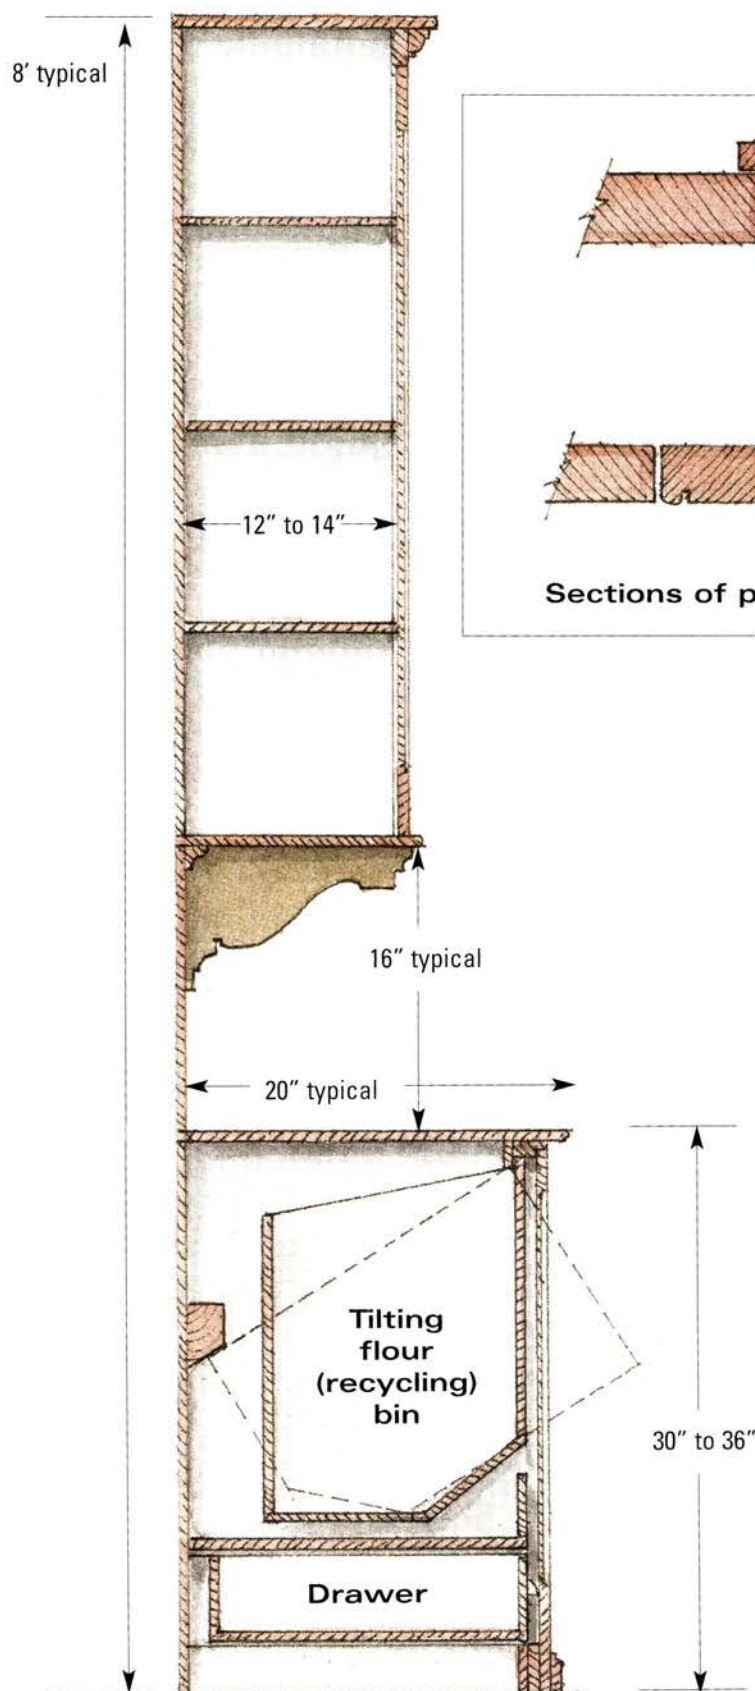 8′ typical
12″ to 14″
Sections of p
16″ typical
20″ typical
Tilting
flour
(recycling)
bin
30″ to 36″
Drawer